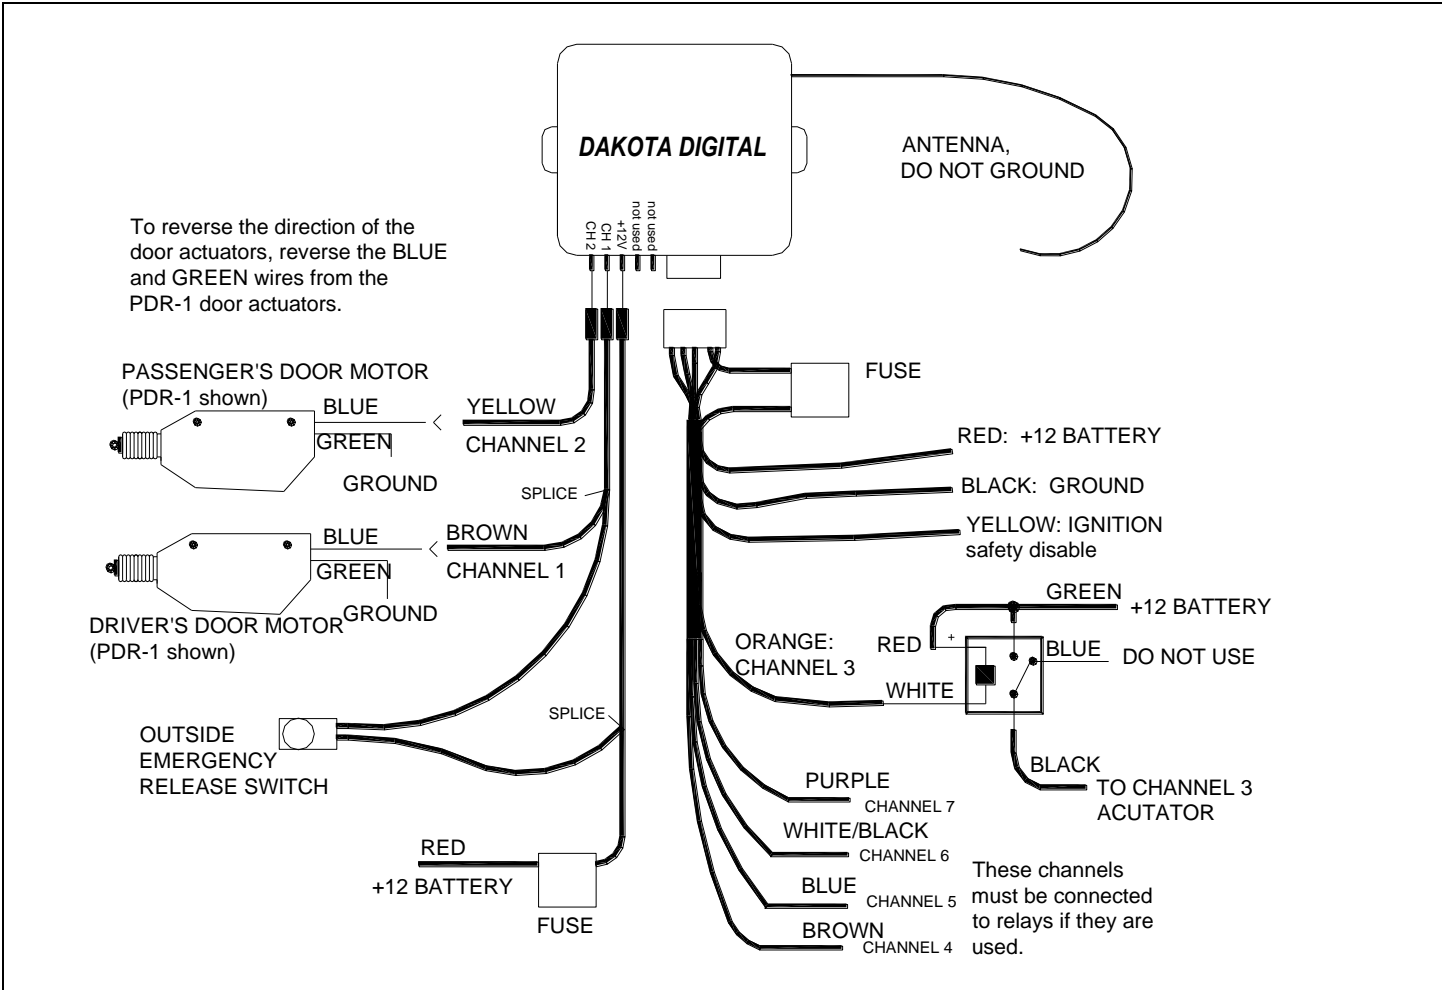 DAKOTA DIGITAL
ANTENNA,
DO NOT GROUND
CH 2
CH 1
+12V
not used
not used
To reverse the direction of the
door actuators, reverse the BLUE
and GREEN wires from the
PDR-1 door actuators.
PASSENGER'S DOOR MOTOR
(PDR-1 shown)
BLUE
GREEN
GROUND
YELLOW
CHANNEL 2
SPLICE
BLUE
GREEN
GROUND
BROWN
CHANNEL 1
DRIVER'S DOOR MOTOR
(PDR-1 shown)
OUTSIDE
EMERGENCY
RELEASE SWITCH
SPLICE
RED
+12 BATTERY
FUSE
FUSE
RED: +12 BATTERY
BLACK: GROUND
YELLOW: IGNITION
safety disable
GREEN
+12 BATTERY
ORANGE:
CHANNEL 3
RED
+
BLUE
DO NOT USE
WHITE
BLACK
TO CHANNEL 3
ACUTATOR
PURPLE
CHANNEL 7
WHITE/BLACK
CHANNEL 6
BLUE
CHANNEL 5
BROWN
CHANNEL 4
These channels
must be connected
to relays if they are
used.